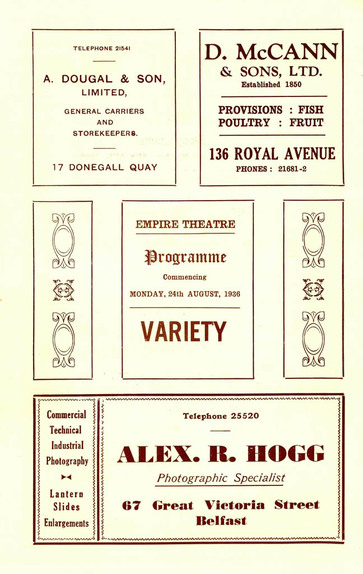 TELEPHONE 21541
A. DOUGAL & SON,
LIMITED,
GENERAL CARRIERS
AND
STOREKEEPERS.
17 DONEGALL QUAY
D. McCANN
& SONS, LTD.
Established 1850
PROVISIONS : FISH
POULTRY : FRUIT
136 ROYAL AVENUE
PHONES : 21681-2
EMPIRE THEATRE
Programme
Commencing
MONDAY, 24th AUGUST, 1936
VARIETY
Commercial
Technical
Industrial
Photography
Lantern
Slides
Enlargements
Telephone 25520
ALEX. R. HOGG
Photographic Specialist
67 Great Victoria Street
Belfast